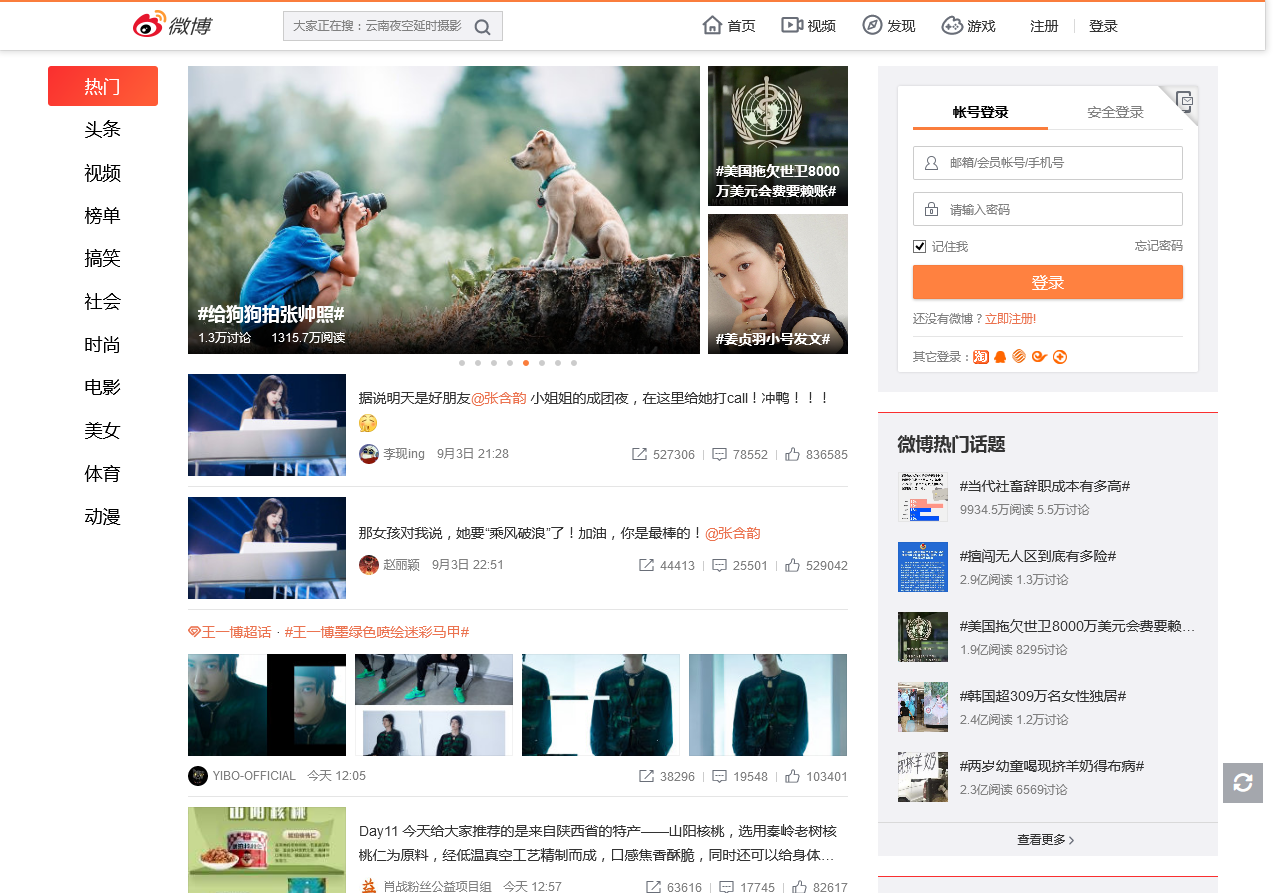 微博
大家正在搜：云南夜空延时摄影
首页
视频
发现
游戏
注册
登录
热门
头条
视频
榜单
搞笑
社会
时尚
电影
美女
体育
动漫
#给狗狗拍张帅照#
1.3万讨论 1315.7万阅读
#美国拖欠世卫8000
万美元会费要赖账#
#姜贞羽小号发文#
据说明天是好朋友@张含韵 小姐姐的成团夜，在这里给她打call！冲鸭！！！
李现ing 9月3日 21:28
527306 78552 836585
那女孩对我说，她要“乘风破浪”了！加油，你是最棒的！@张含韵
赵丽颖 9月3日 22:51
44413 25501 529042
王一博超话 · #王一博墨绿色喷绘迷彩马甲#
YIBO-OFFICIAL 今天 12:05
38296 19548 103401
山阳核桃
Day11 今天给大家推荐的是来自陕西省的特产——山阳核桃，选用秦岭老树核
桃仁为原料，经低温真空工艺精制而成，口感焦香酥脆，同时还可以给身体…
肖战粉丝公益项目组 今天 12:57
63616 17745 82617
帐号登录
安全登录
邮箱/会员帐号/手机号
请输入密码
记住我
忘记密码
登录
还没有微博？立即注册!
其它登录：
淘
微博热门话题
#当代社畜辞职成本有多高#
9934.5万阅读 5.5万讨论
#擅闯无人区到底有多险#
2.9亿阅读 1.3万讨论
#美国拖欠世卫8000万美元会费要赖…
1.9亿阅读 8295讨论
#韩国超309万名女性独居#
2.4亿阅读 1.2万讨论
#两岁幼童喝现挤羊奶得布病#
2.3亿阅读 6569讨论
现挤羊奶
查看更多